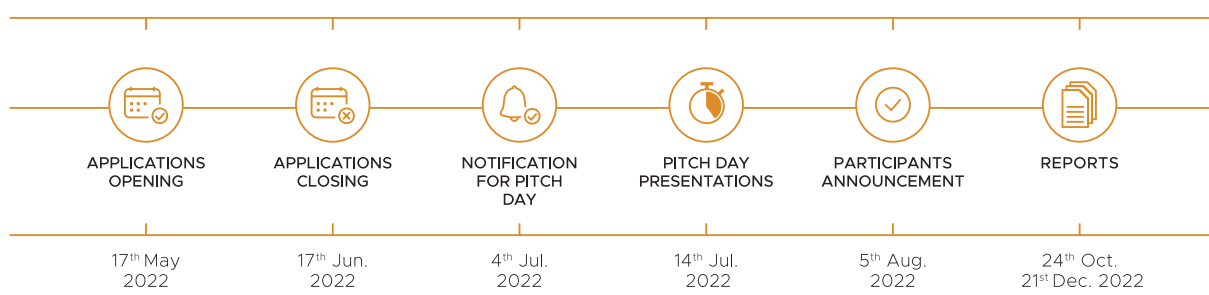 APPLICATIONS
OPENING
APPLICATIONS
CLOSING
NOTIFICATION
FOR PITCH
DAY
PITCH DAY
PRESENTATIONS
PARTICIPANTS
ANNOUNCEMENT
REPORTS
17th May
2022
17th Jun.
2022
4th Jul.
2022
14th Jul.
2022
5th Aug.
2022
24th Oct.
21st Dec. 2022